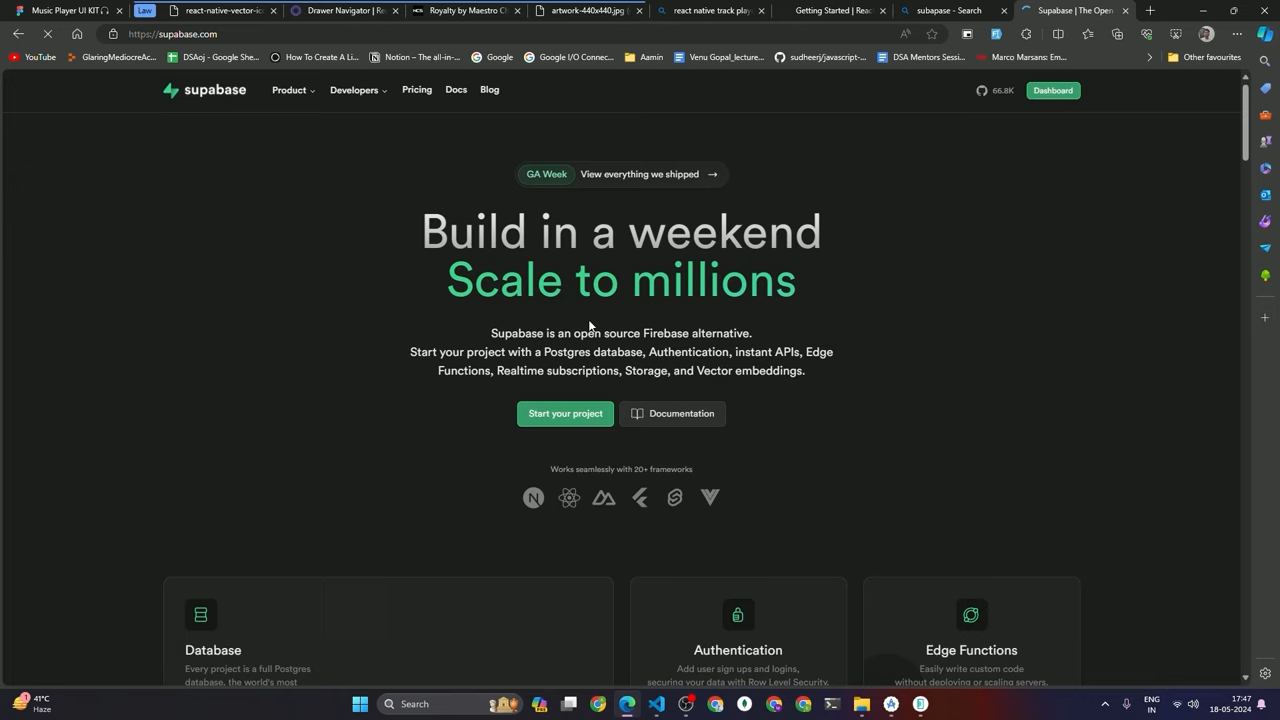 Music Player UI KIT🎧
Law
react-native-vector-ic
Drawer Navigator | Re
Royalty by Maestro Ch
artwork-440x440.jpg (
react native track play
Getting Started | Reac
subapase - Search
Supabase | The Open
https://supabase.com
YouTube
GlaringMediocreAc...
DSAoj - Google She...
How To Create A Li...
Notion – The all-in-...
Google
Google I/O Connec...
Aamin
Venu Gopal_lecture...
sudheerj/javascript-...
DSA Mentors Sessi...
Marco Marsans: Em...
Other favourites
supabase
Product
Developers
Pricing
Docs
Blog
66.8K
Dashboard
GA Week
View everything we shipped →
Build in a weekend
Scale to millions
Supabase is an open source Firebase alternative.
Start your project with a Postgres database, Authentication, instant APIs, Edge
Functions, Realtime subscriptions, Storage, and Vector embeddings.
Start your project
Documentation
Works seamlessly with 20+ frameworks
Database
Every project is a full Postgres
database, the world's most
Authentication
Add user sign ups and logins,
securing your data with Row Level Security.
Edge Functions
Easily write custom code
without deploying or scaling servers.
41°C
Haze
Search
ENG
IN
17:47
18-05-2024